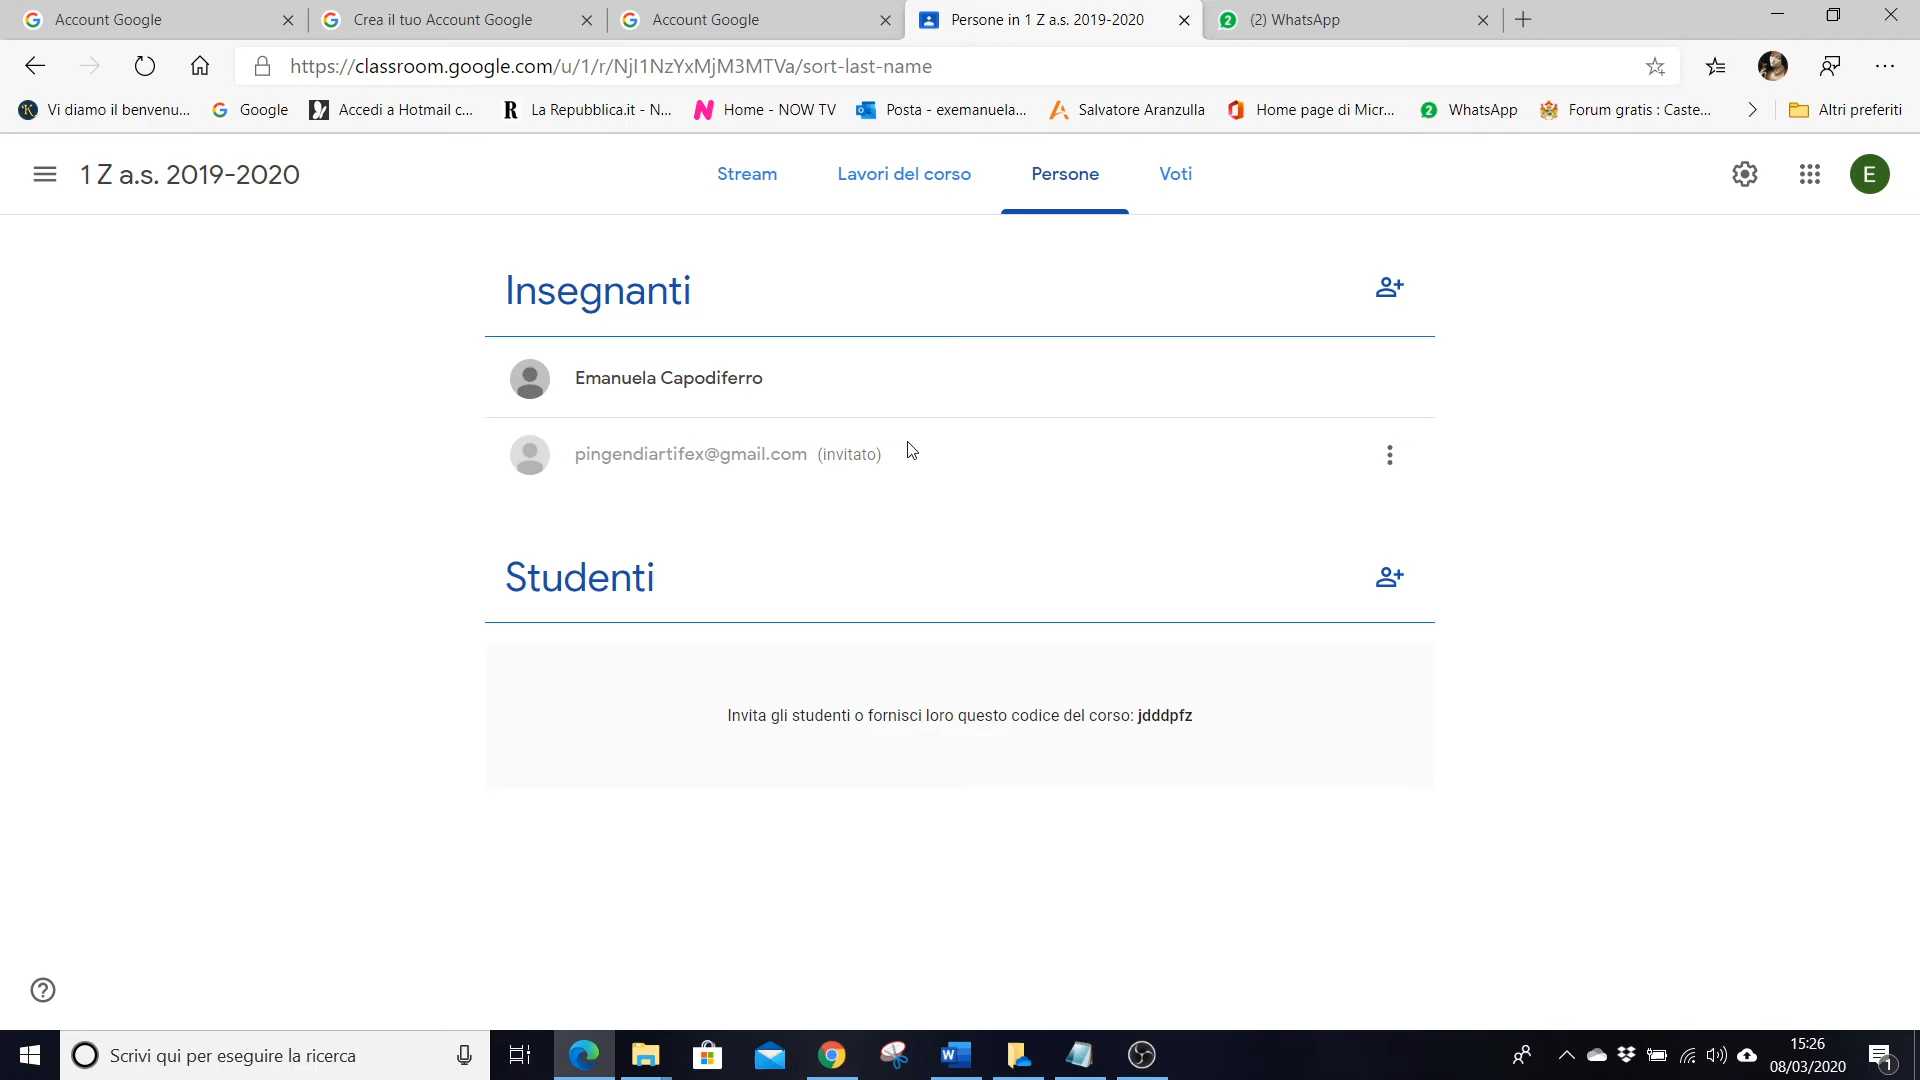 Account Google
Crea il tuo Account Google
Account Google
Persone in 1 Z a.s. 2019-2020
2
(2) WhatsApp
https://classroom.google.com/u/1/r/NjI1NzYxMjM3MTVa/sort-last-name
Vi diamo il benvenu...
Google
Accedi a Hotmail c...
La Repubblica.it - N...
Home - NOW TV
Posta - exemanuela...
Salvatore Aranzulla
Home page di Micr...
2
WhatsApp
Forum gratis : Caste...
Altri preferiti
1 Z a.s. 2019-2020
Stream
Lavori del corso
Persone
Voti
E
Insegnanti
Emanuela Capodiferro
pingendiartifex@gmail.com (invitato)
Studenti
Invita gli studenti o fornisci loro questo codice del corso: jdddpfz
Scrivi qui per eseguire la ricerca
15:26
08/03/2020
1